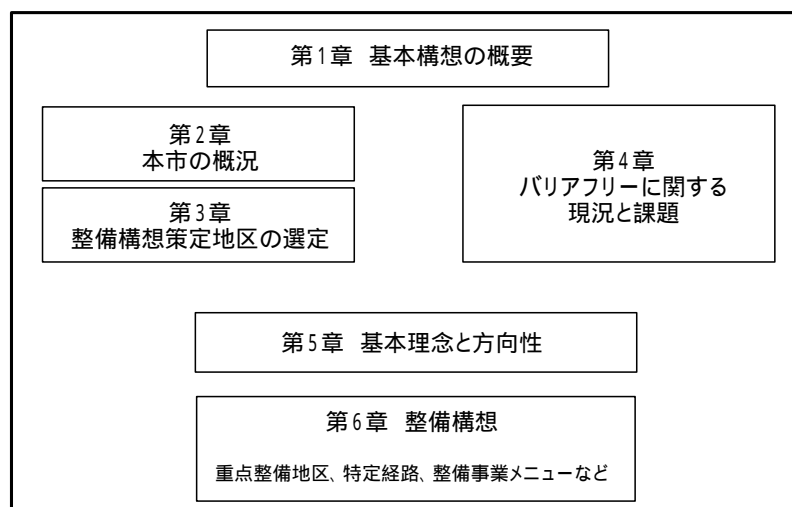 第1章 基本構想の概要
第2章
本市の概況
第3章
整備構想策定地区の選定
第4章
バリアフリーに関する
現況と課題
第5章 基本理念と方向性
第6章 整備構想
重点整備地区、特定経路、整備事業メニューなど